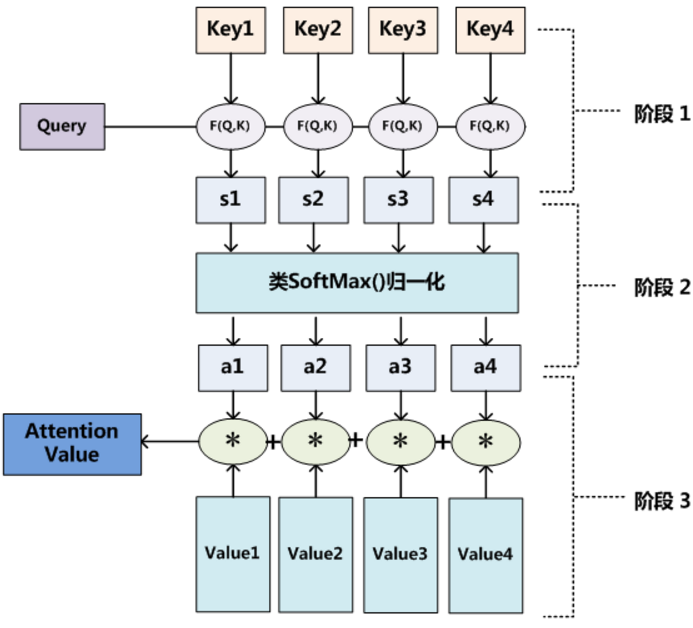 Key1 Key2 Key3 Key4
阶段 1
Query
F(Q,K) F(Q,K) F(Q,K) F(Q,K)
s1 s2 s3 s4
类SoftMax()归一化
阶段 2
a1 a2 a3 a4
Attention
Value
* + * + * + *
阶段 3
Value1 Value2 Value3 Value4